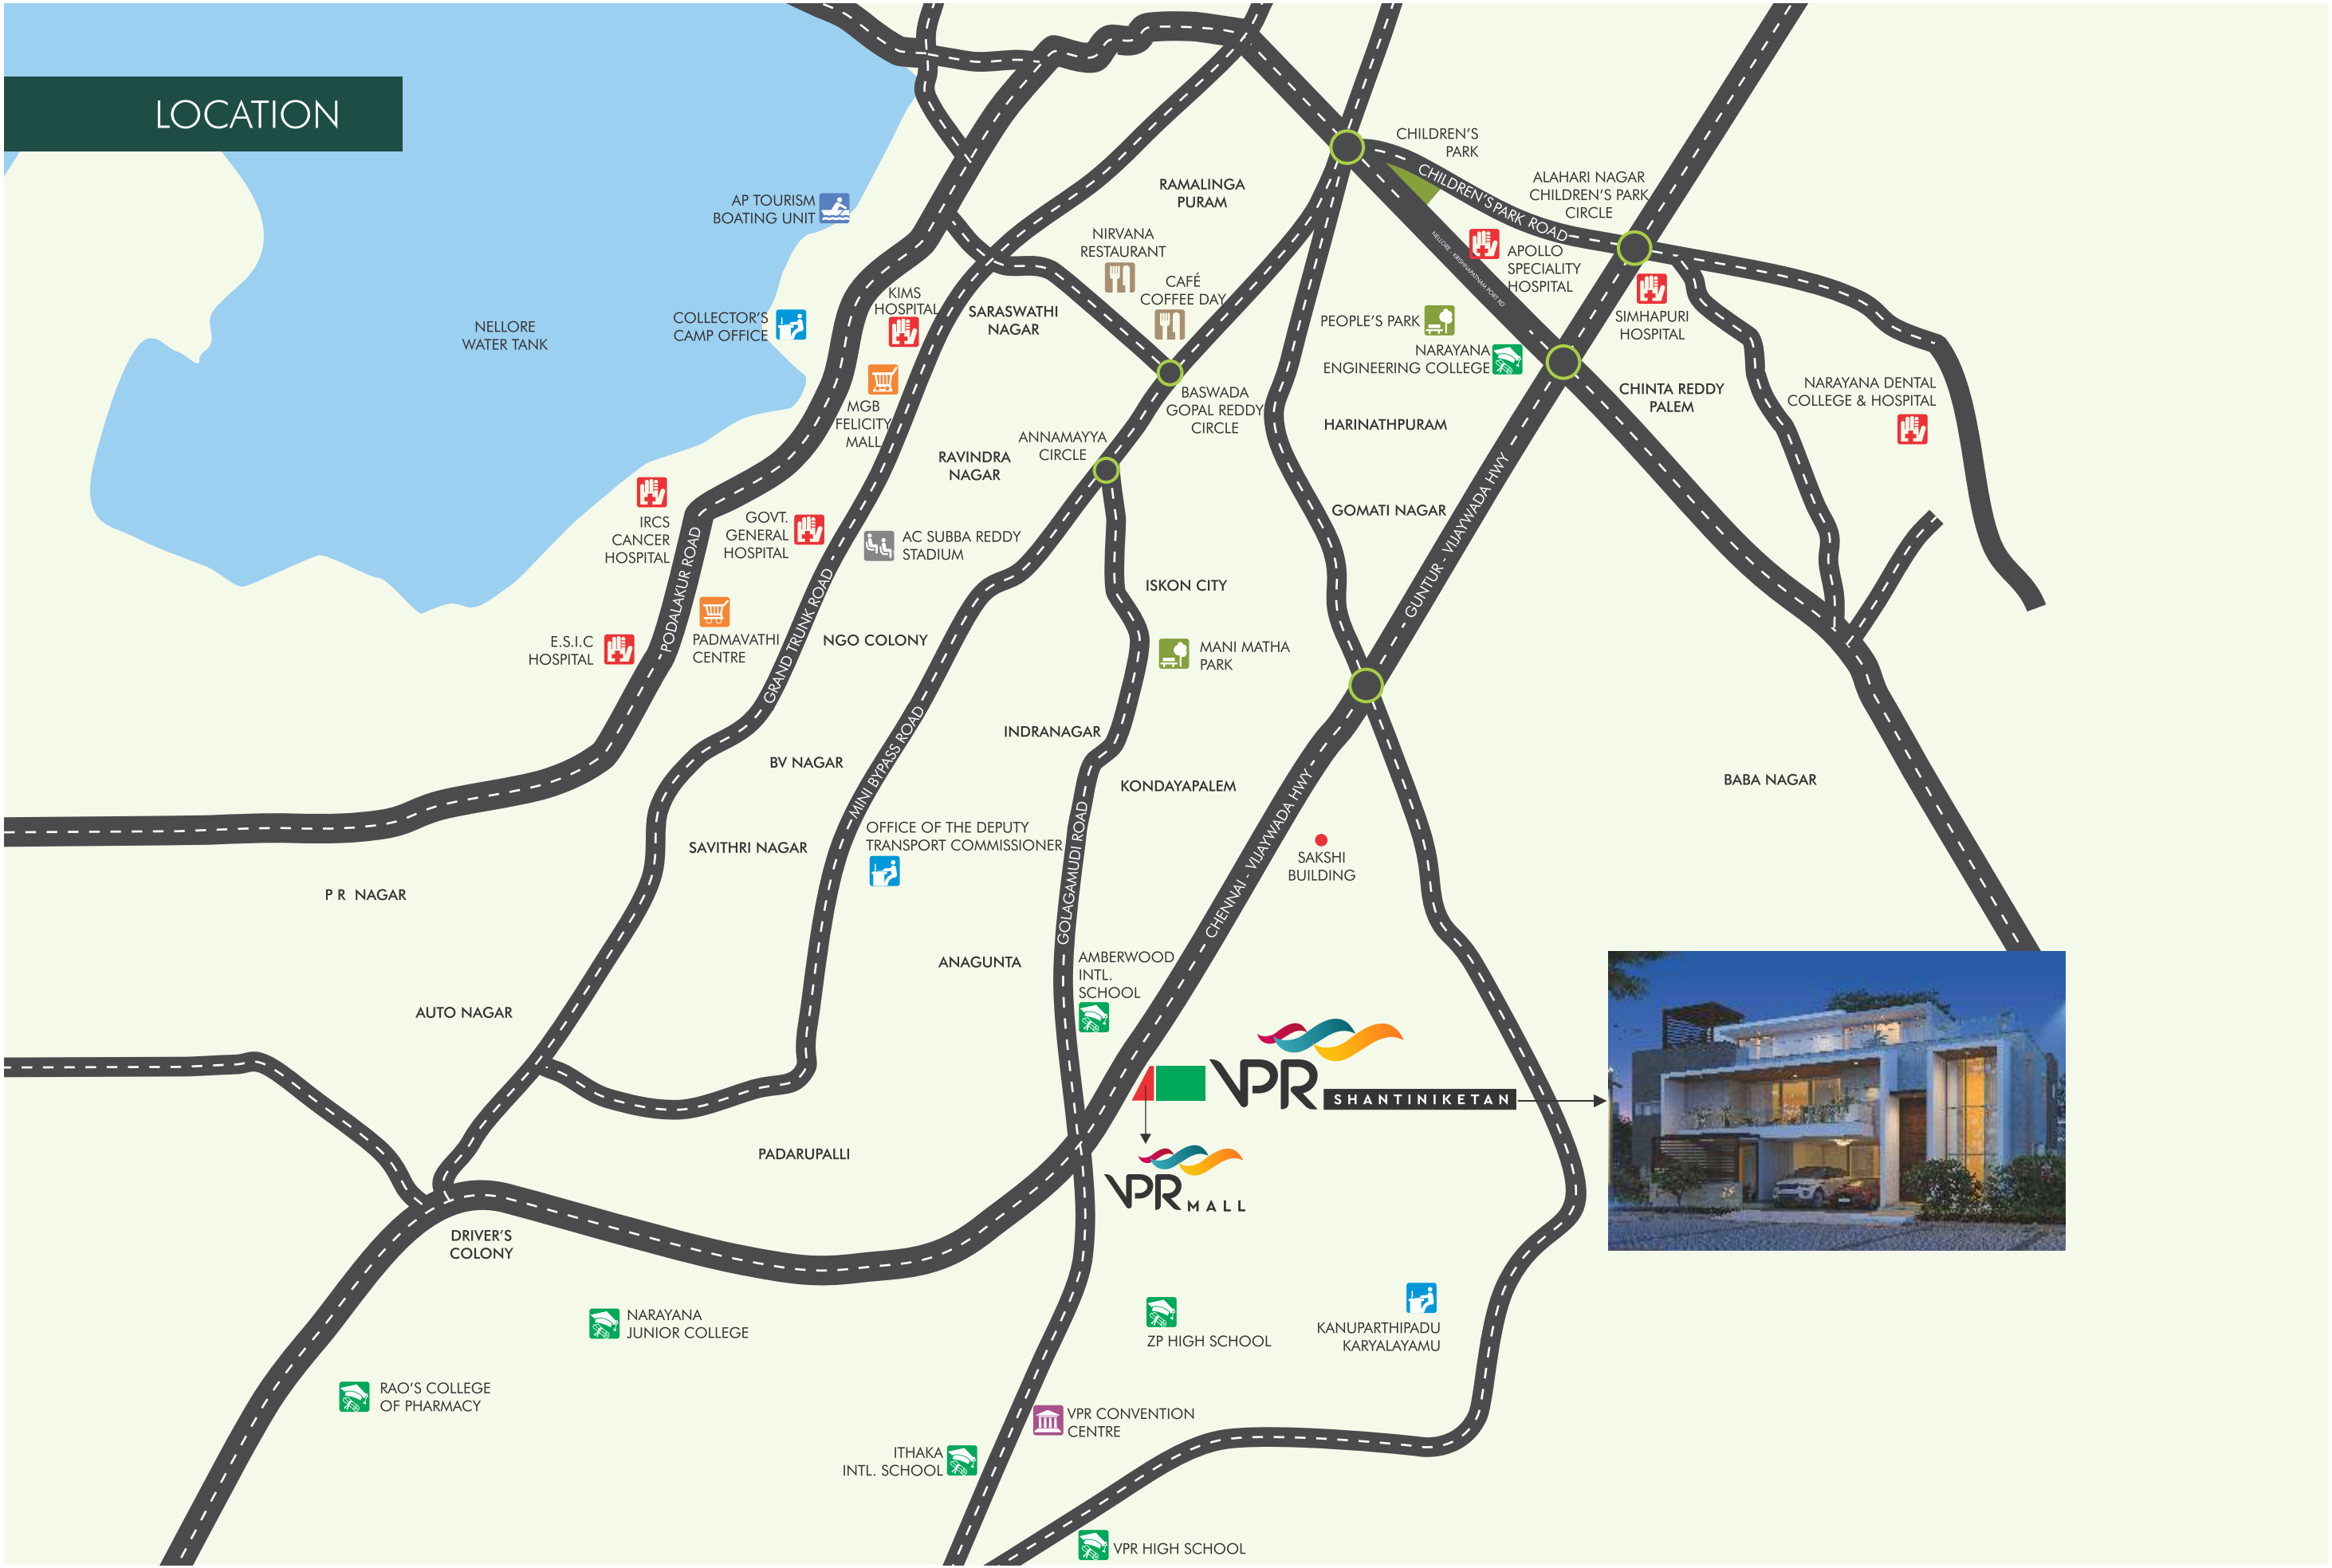 LOCATION
CHILDREN'S
PARK
CHILDREN'S PARK ROAD
ALAHARI NAGAR
CHILDREN'S PARK
CIRCLE
RAMALINGA
PURAM
AP TOURISM
BOATING UNIT
NIRVANA
RESTAURANT
NELLORE - KRISHNAPATNAM PORT RD
APOLLO
SPECIALITY
HOSPITAL
CAFÉ
COFFEE DAY
KIMS
HOSPITAL
SARASWATHI
NAGAR
COLLECTOR'S
CAMP OFFICE
NELLORE
WATER TANK
PEOPLE'S PARK
SIMHAPURI
HOSPITAL
NARAYANA
ENGINEERING COLLEGE
CHINTA REDDY
PALEM
NARAYANA DENTAL
COLLEGE & HOSPITAL
BASWADA
GOPAL REDDY
CIRCLE
MGB
FELICITY
MALL
HARINATHPURAM
ANNAMAYYA
CIRCLE
RAVINDRA
NAGAR
GOMATI NAGAR
GUNTUR - VIJAYWADA HWY
IRCS
CANCER
HOSPITAL
GOVT.
GENERAL
HOSPITAL
AC SUBBA REDDY
STADIUM
PODALAKUR ROAD
GRAND TRUNK ROAD
ISKON CITY
E.S.I.C
HOSPITAL
PADMAVATHI
CENTRE
NGO COLONY
MANI MATHA
PARK
INDRANAGAR
MINI BYPASS ROAD
BV NAGAR
KONDAYAPALEM
BABA NAGAR
CHENNAI - VIJAYWADA HWY
OFFICE OF THE DEPUTY
TRANSPORT COMMISSIONER
GOLAGAMUDI ROAD
SAVITHRI NAGAR
SAKSHI
BUILDING
P R NAGAR
ANAGUNTA
AMBERWOOD
INTL.
SCHOOL
AUTO NAGAR
VPR
SHANTINIKETAN
PADARUPALLI
VPR
MALL
DRIVER'S
COLONY
NARAYANA
JUNIOR COLLEGE
ZP HIGH SCHOOL
KANUPARTHIPADU
KARYALAYAMU
RAO'S COLLEGE
OF PHARMACY
VPR CONVENTION
CENTRE
ITHAKA
INTL. SCHOOL
VPR HIGH SCHOOL